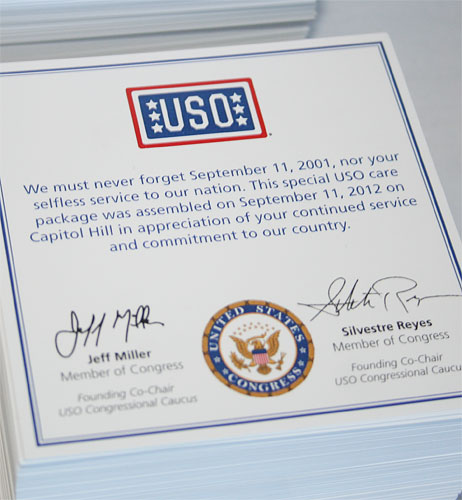 USO
We must never forget September 11, 2001, nor your
selfless service to our nation. This special USO care
package was assembled on September 11, 2012 on
Capitol Hill in appreciation of your continued service
and commitment to our country.
Jeff Miller
Jeff Miller
Member of Congress
Founding Co-Chair
USO Congressional Caucus
UNITED STATES
CONGRESS
Silvestre Reyes
Member of Congress
Founding Co-Chair
USO Congressional Caucus